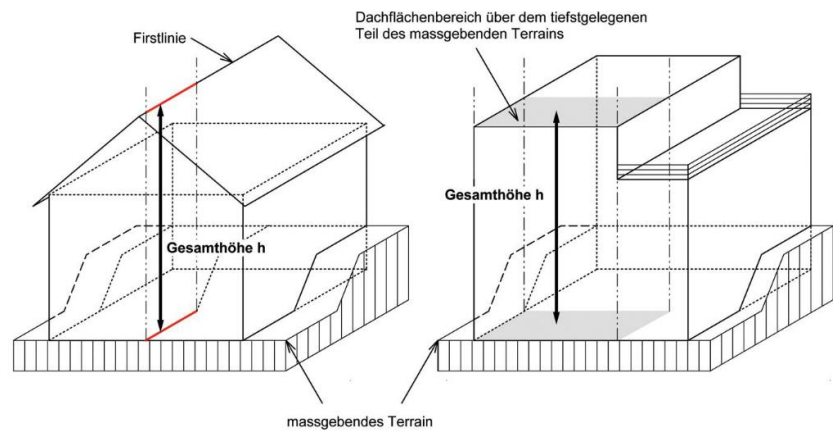 Firstlinie
Dachflächenbereich über dem tiefstgelegenen
Teil des massgebenden Terrains
Gesamthöhe h
Gesamthöhe h
massgebendes Terrain